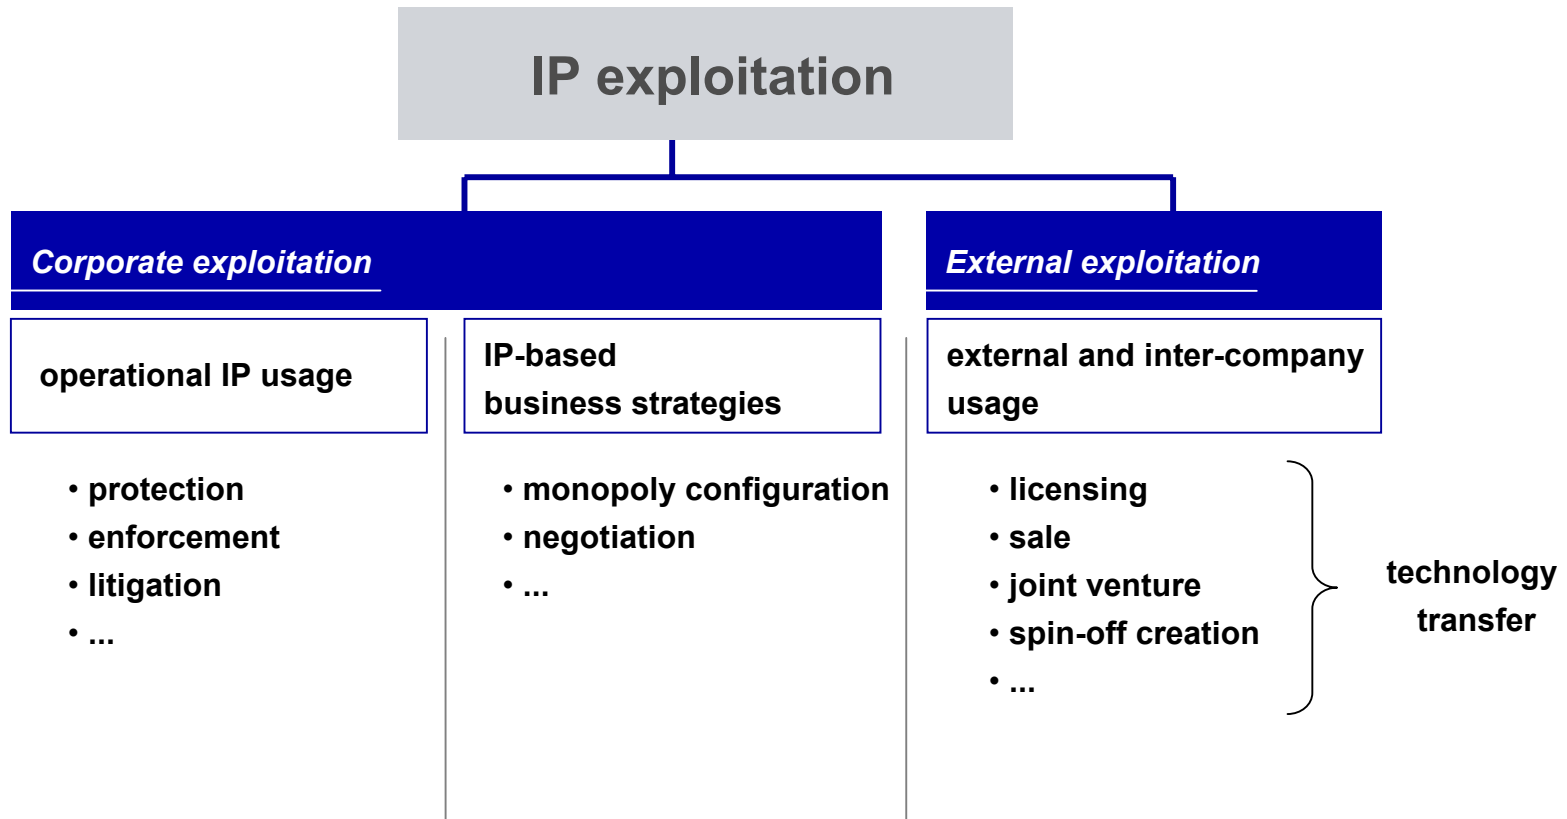 IP exploitation
Corporate exploitation
External exploitation
operational IP usage
IP-based
business strategies
external and inter-company
usage
• protection
• enforcement
• litigation
• ...
• monopoly configuration
• negotiation
• ...
• licensing
• sale
• joint venture
• spin-off creation
• ...
technology
transfer